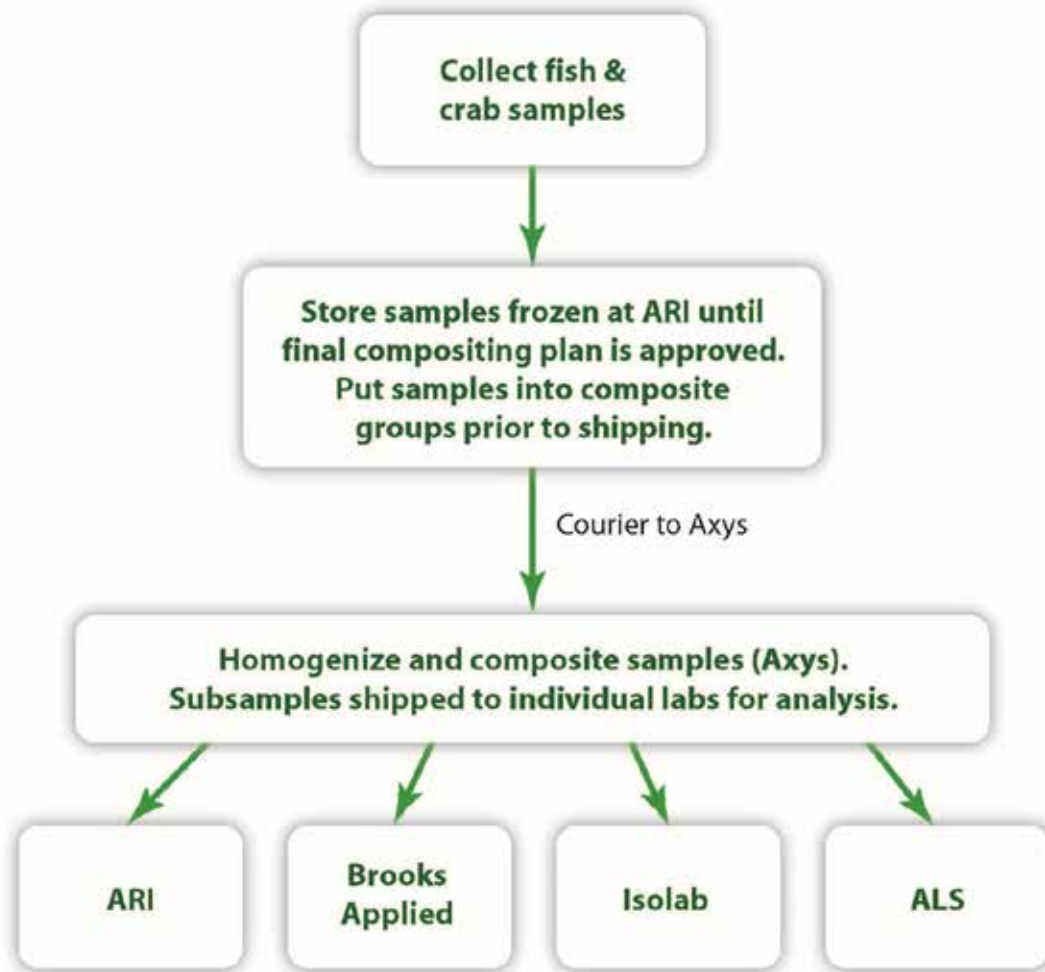 Collect fish &
crab samples
Store samples frozen at ARI until
final compositing plan is approved.
Put samples into composite
groups prior to shipping.
Courier to Axys
Homogenize and composite samples (Axys).
Subsamples shipped to individual labs for analysis.
ARI
Brooks
Applied
Isolab
ALS